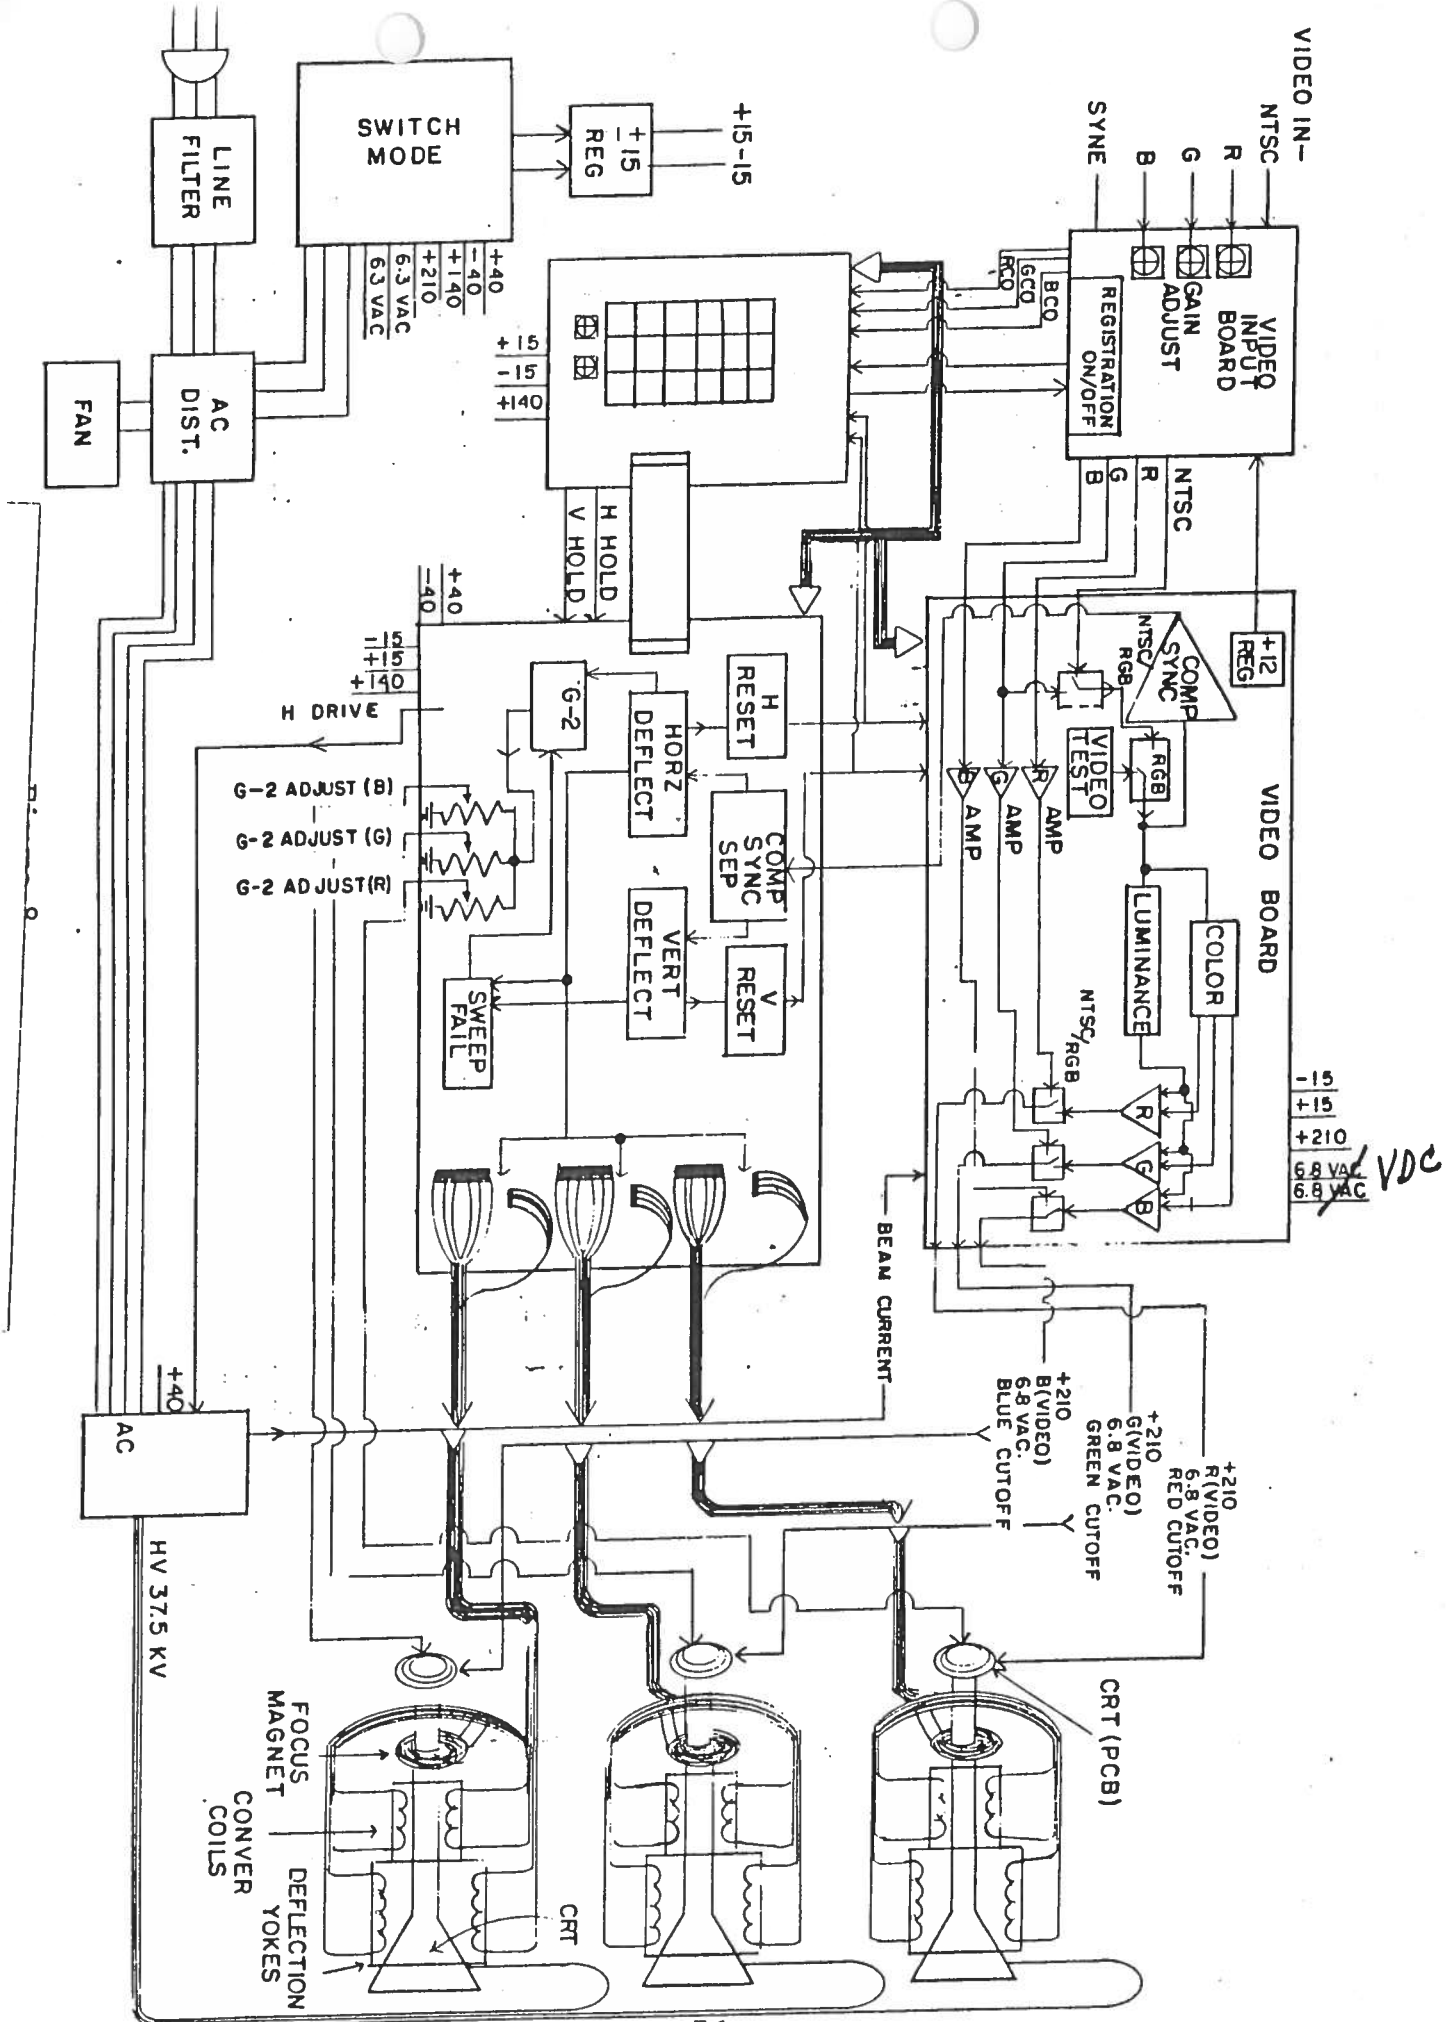 VIDEO IN-
NTSC
R
G
B
SYNE
VIDEO
INPUT
BOARD
GAIN
ADJUST
REGISTRATION
ON/OFF
+15-15
+
-15
REG
SWITCH
MODE
LINE
FILTER
+40
-40
+140
+210
6.3 VAC
6.3 VAC
AC
DIST.
FAN
RCO
GCO
BCO
+15
-15
+140
NTSC
R
G
B
H HOLD
V HOLD
+12
REG
COMP
SYNC
NTSC/
RGB
RGB
VIDEO
TEST
VIDEO BOARD
R
AMP
G
AMP
B
AMP
COLOR
LUMINANCE
NTSC/
RGB
R
G
B
-15
+15
+210
6.8 VAC
6.8 VAC
VDC
+40
-40
-15
+15
+140
H DRIVE
G-2
H
RESET
HORZ
DEFLECT
COMP
SYNC
SEP
VERT
DEFLECT
V
RESET
SWEEP
FAIL
G-2 ADJUST (B)
G-2 ADJUST (G)
G-2 ADJUST(R)
BEAM CURRENT
+210
R(VIDEO)
6.8 VAC.
RED CUTOFF
+210
G(VIDEO)
6.8 VAC.
GREEN CUTOFF
+210
B(VIDEO)
6.8 VAC.
BLUE CUTOFF
+40
AC
HV 37.5 KV
CRT (PCB)
FOCUS
MAGNET
CONVER
COILS
DEFLECTION
YOKES
CRT